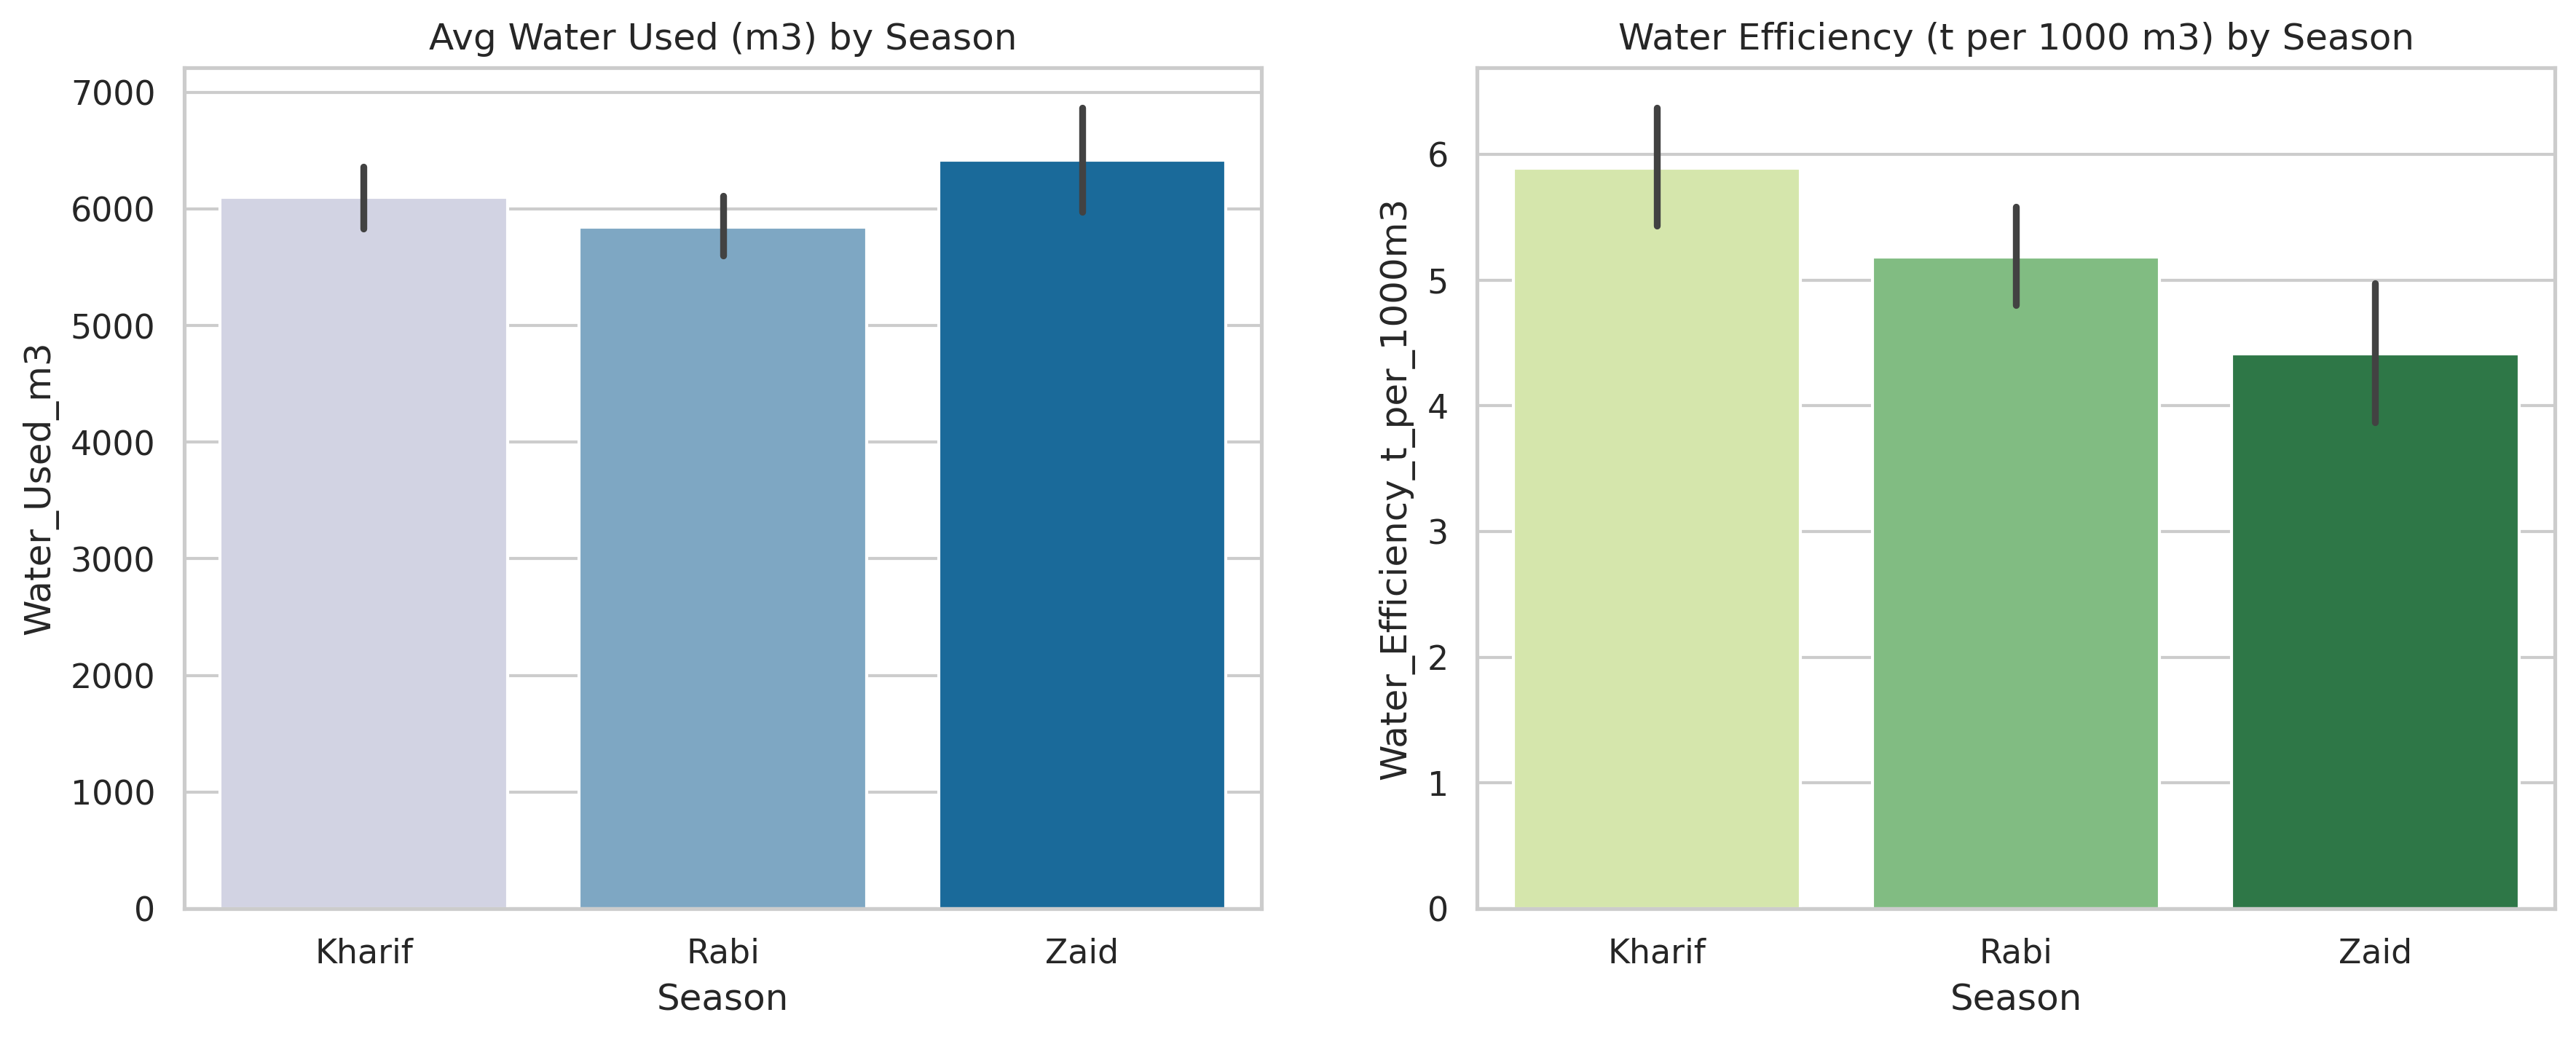 Avg Water Used (m3) by Season
Water_Used_m3
7000
6000
5000
4000
3000
2000
1000
0
Kharif Rabi Zaid
Season
Water Efficiency (t per 1000 m3) by Season
Water_Efficiency_t_per_1000m3
6
5
4
3
2
1
0
Kharif Rabi Zaid
Season